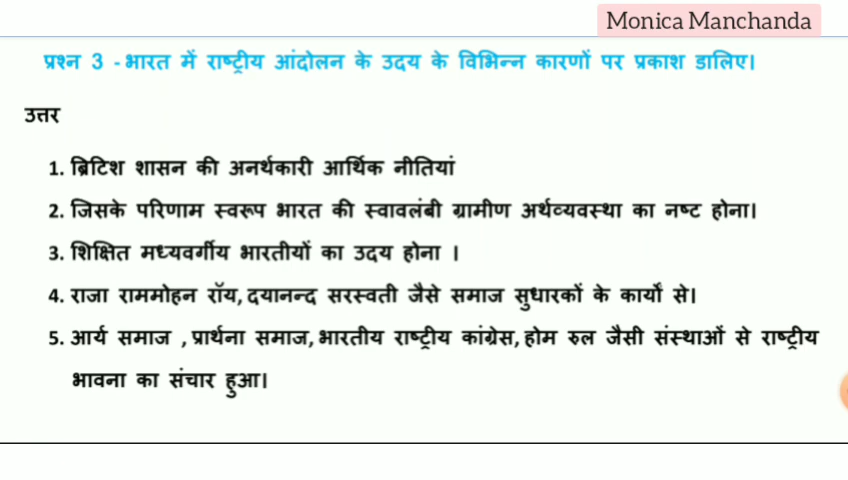 Monica Manchanda
प्रश्न 3 - भारत में राष्ट्रीय आंदोलन के उदय के विभिन्न कारणों पर प्रकाश डालिए।
उत्तर
1. ब्रिटिश शासन की अनर्थकारी आर्थिक नीतियां
2. जिसके परिणाम स्वरूप भारत की स्वावलंबी ग्रामीण अर्थव्यवस्था का नष्ट होना।
3. शिक्षित मध्यवर्गीय भारतीयों का उदय होना ।
4. राजा राममोहन रॉय, दयानन्द सरस्वती जैसे समाज सुधारकों के कार्यों से।
5. आर्य समाज , प्रार्थना समाज, भारतीय राष्ट्रीय कांग्रेस, होम रुल जैसी संस्थाओं से राष्ट्रीय
भावना का संचार हुआ।